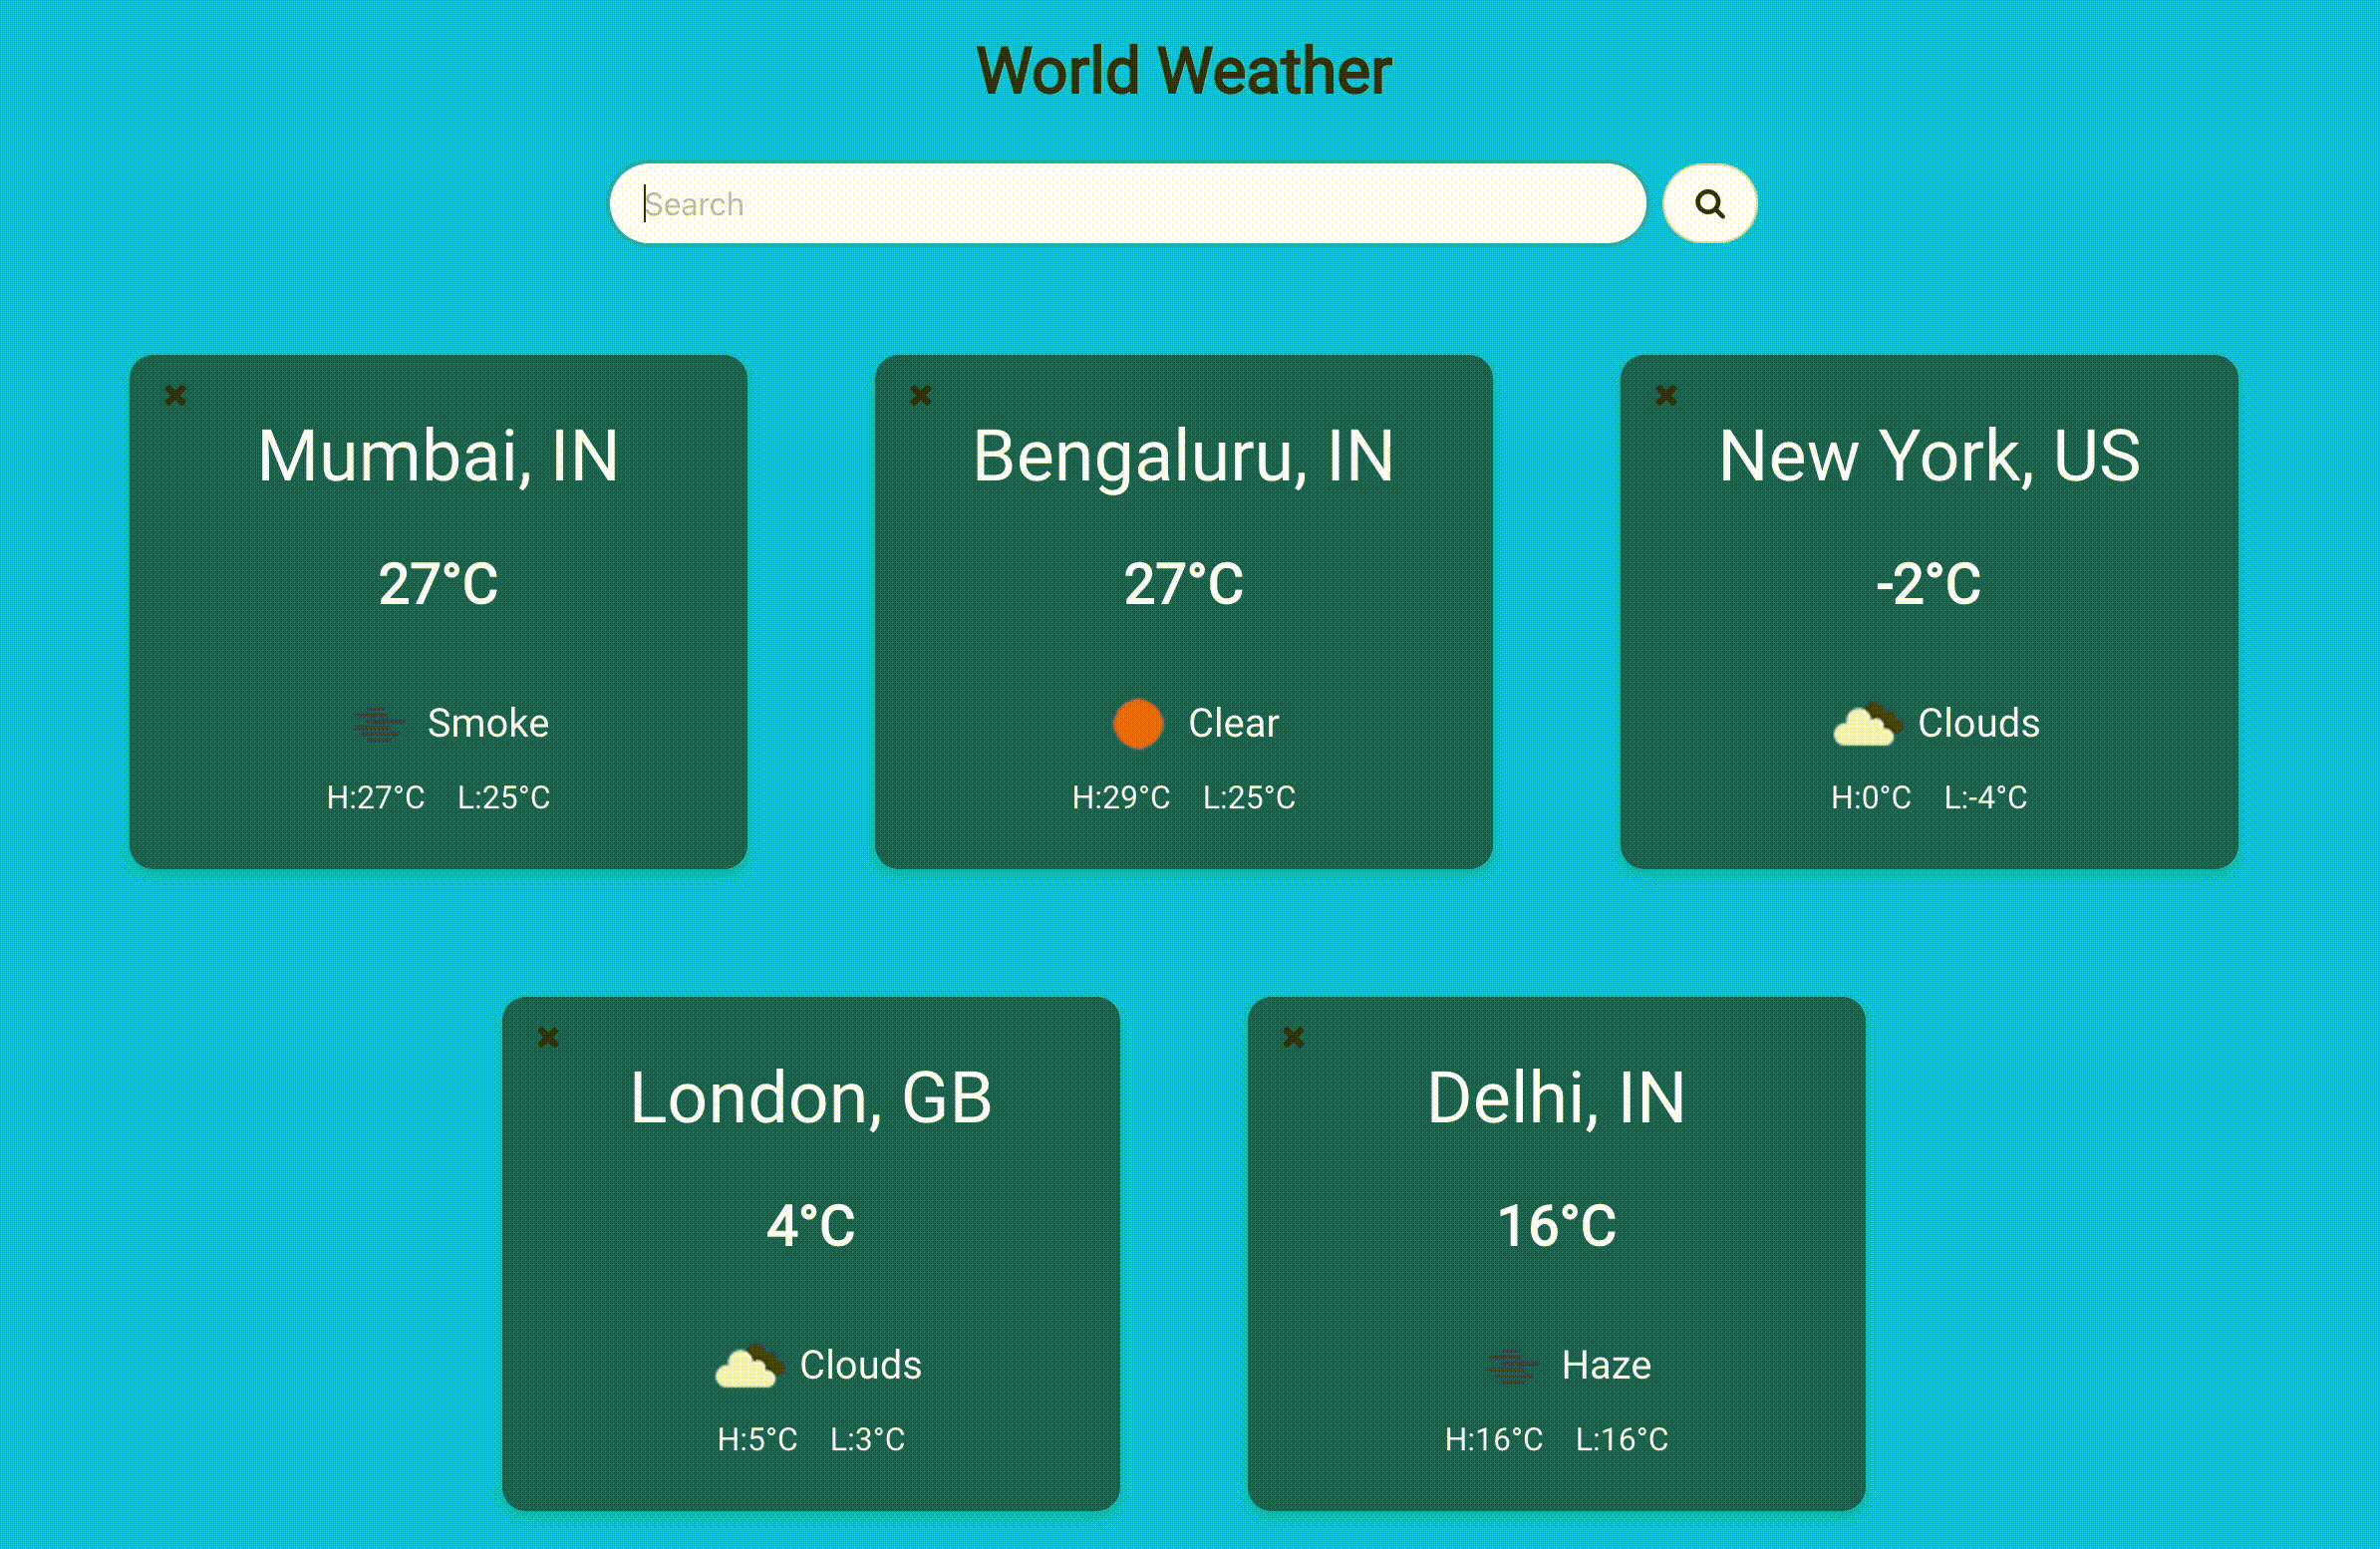 World Weather
Search
Mumbai, IN
27°C
Smoke
H:27°C L:25°C
Bengaluru, IN
27°C
Clear
H:29°C L:25°C
New York, US
-2°C
Clouds
H:0°C L:-4°C
London, GB
4°C
Clouds
H:5°C L:3°C
Delhi, IN
16°C
Haze
H:16°C L:16°C